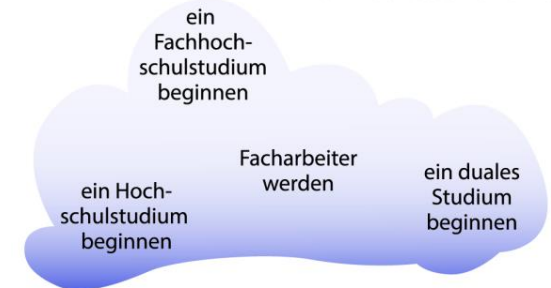 ein
Fachhoch-
schulstudium
beginnen
Facharbeiter
werden
ein duales
Studium
beginnen
ein Hoch-
schulstudium
beginnen